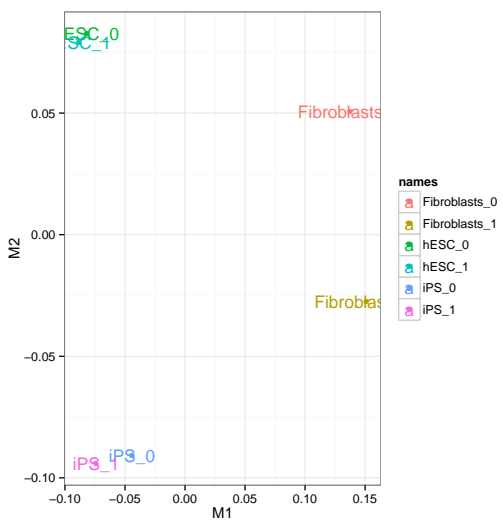 ESC_0
SC_1
Fibroblasts
Fibroblas
iPS_1
iPS_0
0.05
0.00
−0.05
−0.10
M2
−0.10
−0.05
0.00
0.05
0.10
0.15
M1
names
a Fibroblasts_0
a Fibroblasts_1
a hESC_0
a hESC_1
a iPS_0
a iPS_1